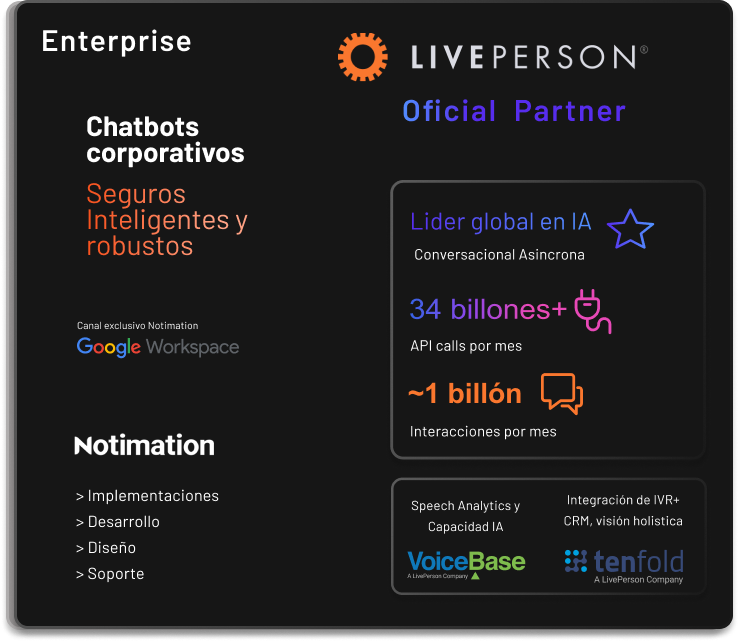 Enterprise
LIVEPERSON®
Oficial Partner
Chatbots
corporativos
Seguros
Inteligentes y
robustos
Canal exclusivo Notimation
Google Workspace
Notimation
> Implementaciones
> Desarrollo
> Diseño
> Soporte
Lider global en IA
Conversacional Asincrona
34 billones+
API calls por mes
~1 billón
Interacciones por mes
Speech Analytics y
Capacidad IA
VoiceBase
A LivePerson Company
Integración de IVR+
CRM, visión holistica
tenfold
A LivePerson Company